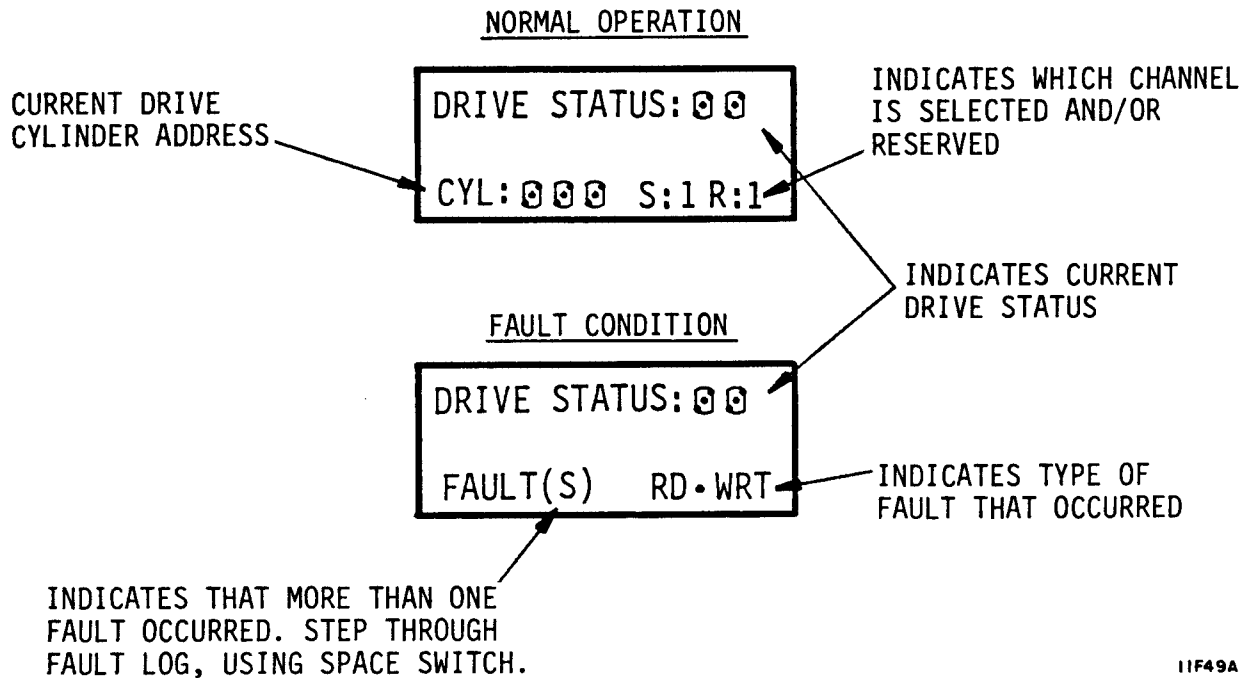 NORMAL OPERATION
CURRENT DRIVE
CYLINDER ADDRESS
DRIVE STATUS:00
CYL:000 S:1 R:1
INDICATES WHICH CHANNEL
IS SELECTED AND/OR
RESERVED
INDICATES CURRENT
DRIVE STATUS
FAULT CONDITION
DRIVE STATUS:00
FAULT(S) RD•WRT
INDICATES TYPE OF
FAULT THAT OCCURRED
INDICATES THAT MORE THAN ONE
FAULT OCCURRED. STEP THROUGH
FAULT LOG, USING SPACE SWITCH.
11F49A